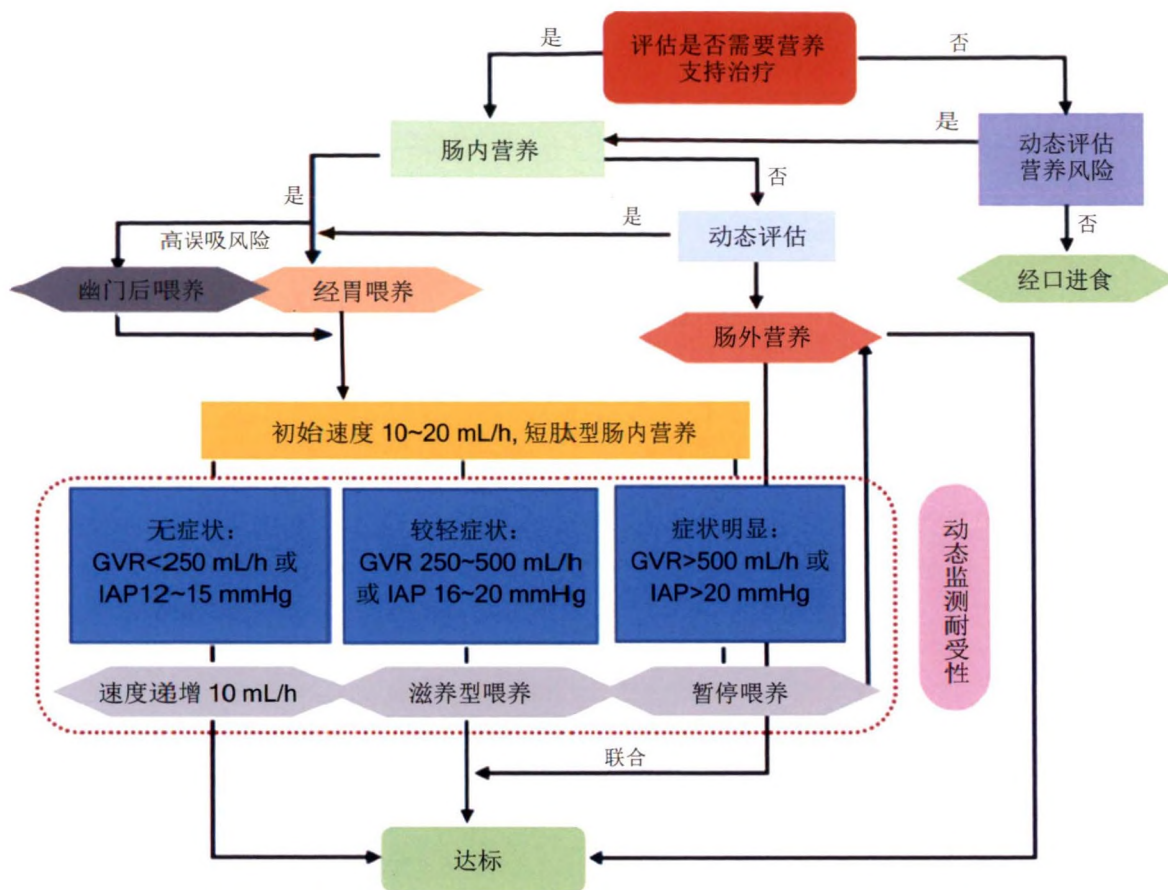 是
评估是否需要营养
支持治疗
否
肠内营养
是
动态评估
营养风险
是
否
是
高误吸风险
动态评估
否
幽门后喂养
经胃喂养
经口进食
肠外营养
初始速度 10~20 mL/h, 短肽型肠内营养
无症状：
GVR<250 mL/h 或
IAP12~15 mmHg
较轻症状：
GVR 250~500 mL/h
或 IAP 16~20 mmHg
症状明显：
GVR>500 mL/h 或
IAP>20 mmHg
动态监测耐受性
速度递增 10 mL/h
滋养型喂养
暂停喂养
联合
达标